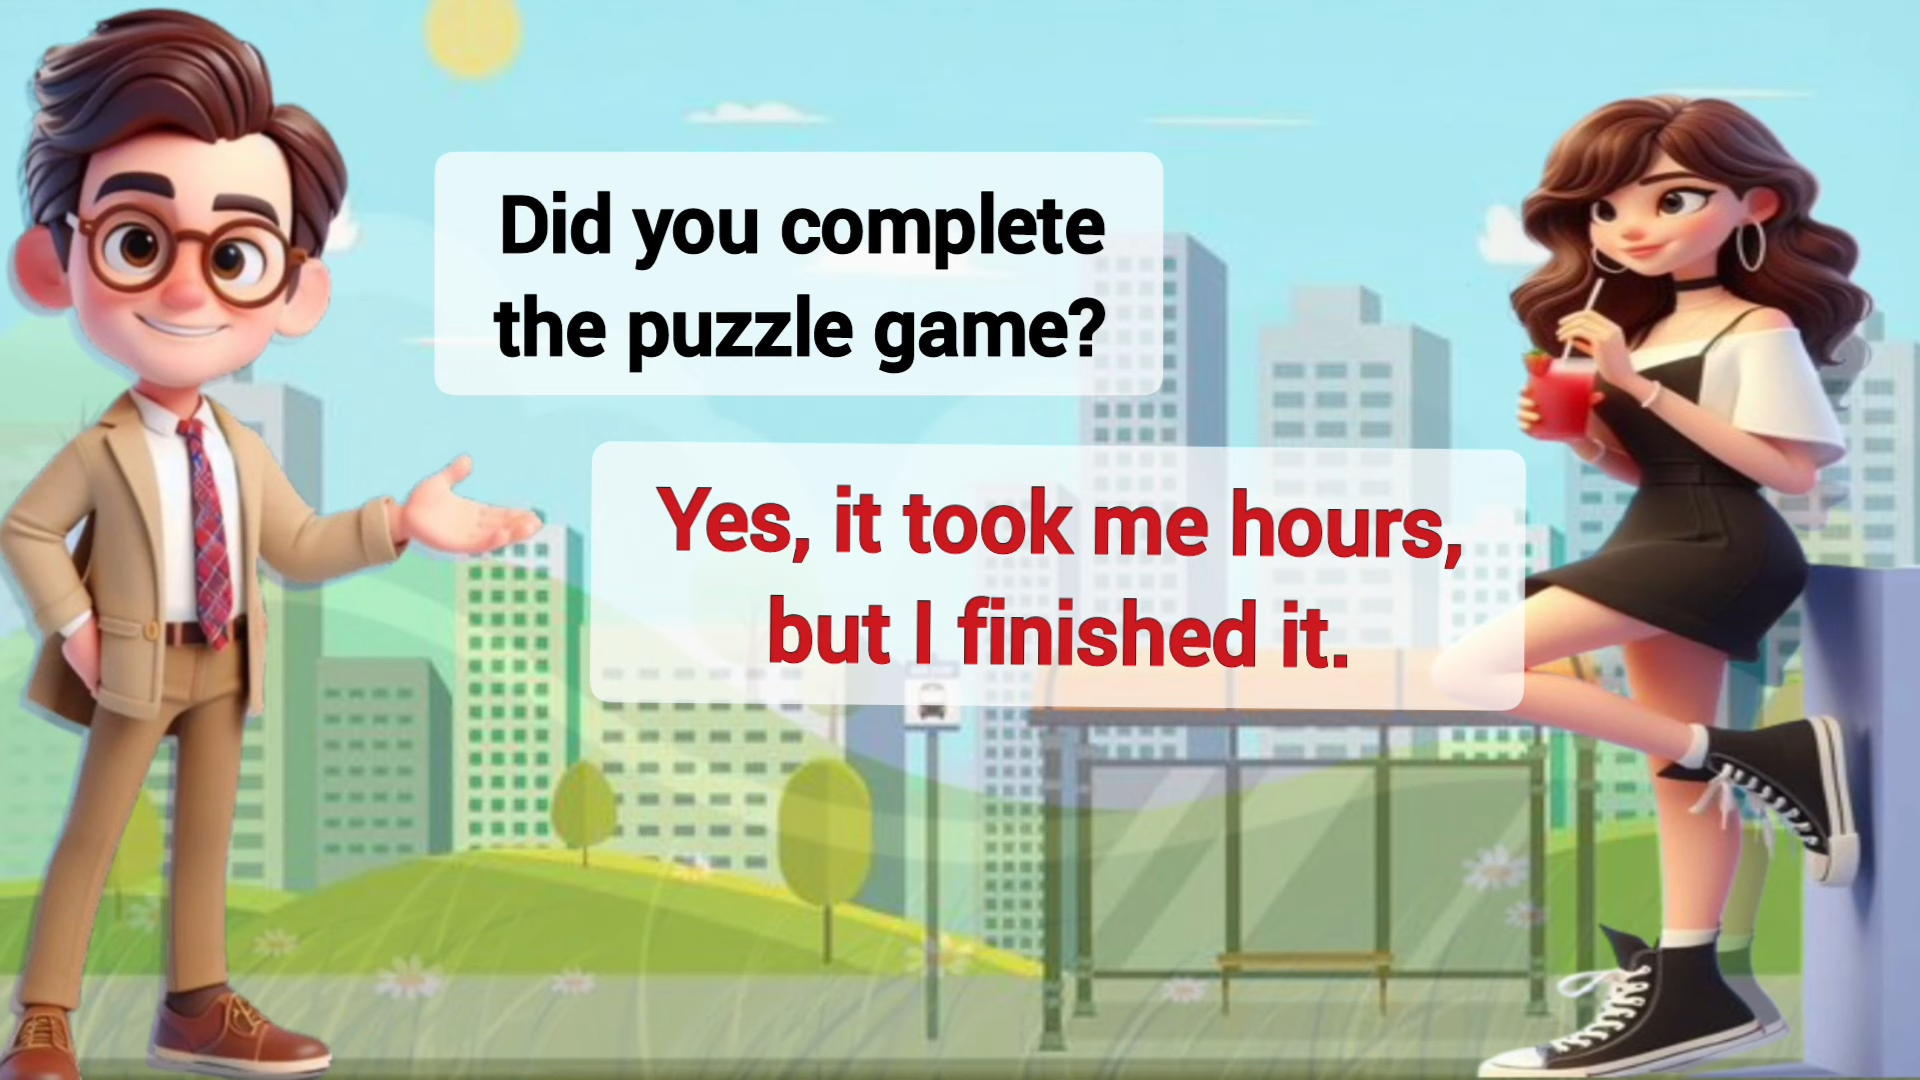 Did you complete
the puzzle game?
Yes, it took me hours,
but I finished it.